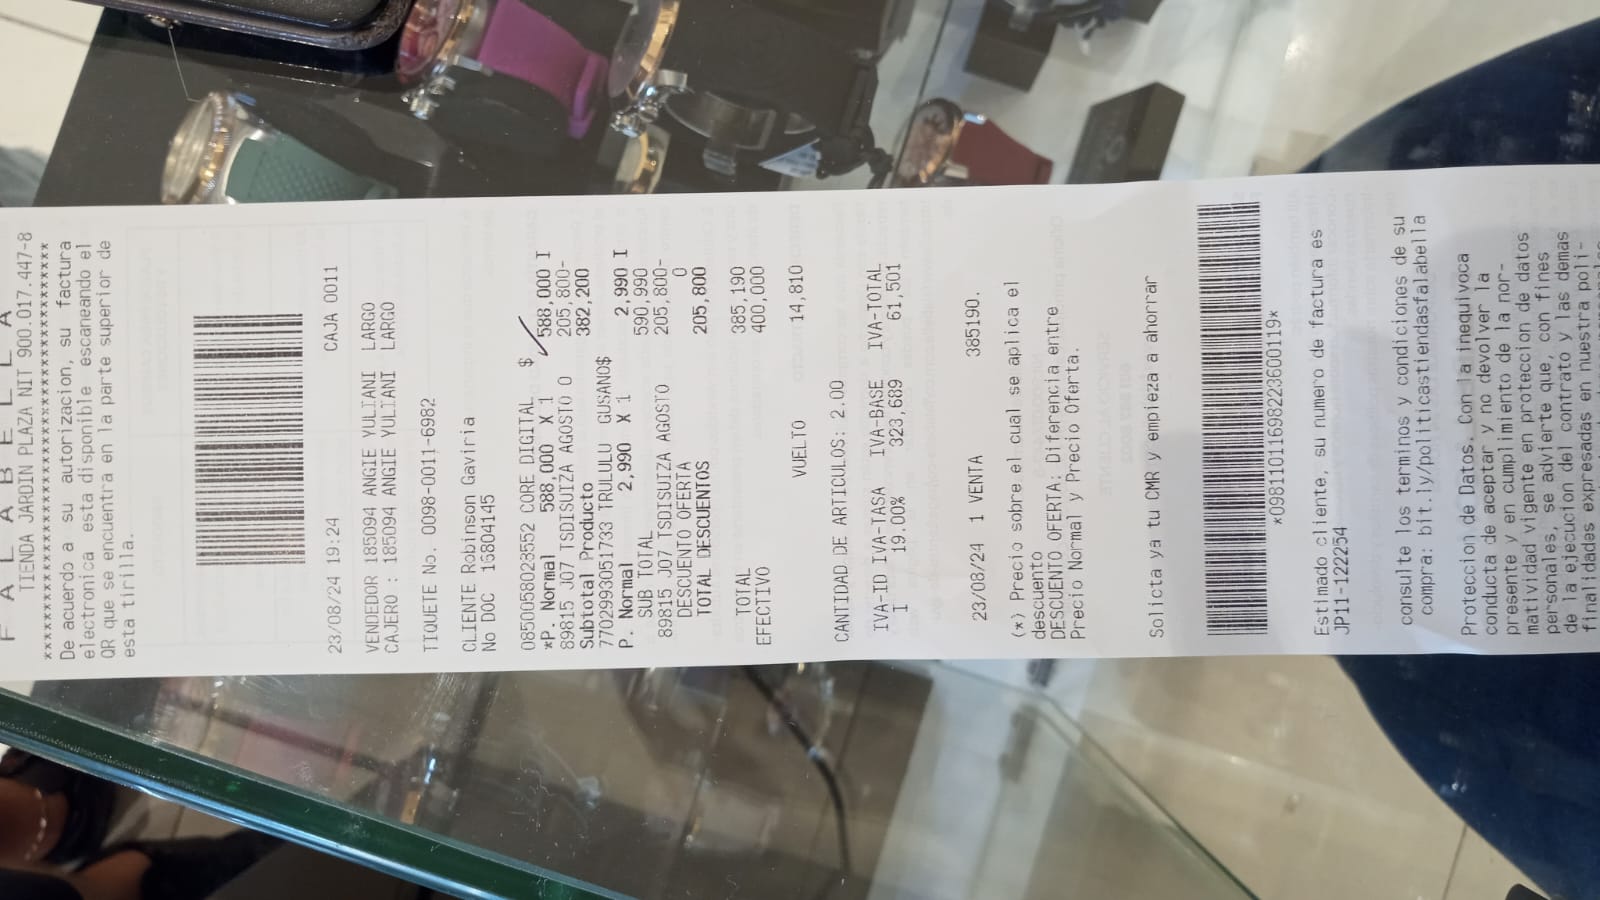 F A L A B E L L A
TIENDA JARDIN PLAZA NIT 900.017.447-8
****************************************
De acuerdo a su autorizacion, su factura
electronica esta disponible escaneando el
QR que se encuentra en la parte superior de
esta tirilla.
23/08/24 19:24 CAJA 0011
VENDEDOR 185094 ANGIE YULIANI LARGO
CAJERO : 185094 ANGIE YULIANI LARGO
TIQUETE No. 0098-0011-6982
CLIENTE Robinson Gaviria
No DOC 16804145
0850058028552 CORE DIGITAL $
*P. Normal 588,000 X 1 588,000 I
89815 J07 TSDISUIZA AGOSTO O 205,800-
Subtotal Producto 382,200
7702993051733 TRULULU GUSANO$
P. Normal 2,990 X 1 2,990 I
SUB TOTAL 590,990
89815 J07 TSDISUIZA AGOSTO 205,800-
DESCUENTO OFERTA 0
TOTAL DESCUENTOS 205,800
TOTAL 385,190
EFECTIVO 400,000
VUELTO 14,810
CANTIDAD DE ARTICULOS: 2.00
IVA-ID IVA-TASA IVA-BASE IVA-TOTAL
I 19.00% 323,689 61,501
23/08/24 1 VENTA 385190.
(*) Precio sobre el cual se aplica el
descuento
DESCUENTO OFERTA: Diferencia entre
Precio Normal y Precio Oferta.
Solicita ya tu CMR y empieza a ahorrar
*09811011698223600119*
Estimado cliente, su numero de factura es
JP11-122254
consulte los terminos y condiciones de su
compra: bit.ly/politicastiendasfalabella
Proteccion de Datos. Con la inequivoca
conducta de aceptar y no devolver la
presente y en cumplimiento de la nor-
matividad vigente en proteccion de datos
personales, se advierte que, con fines
de la ejecucion del contrato y las demas
finalidades expresadas en nuestra poli-